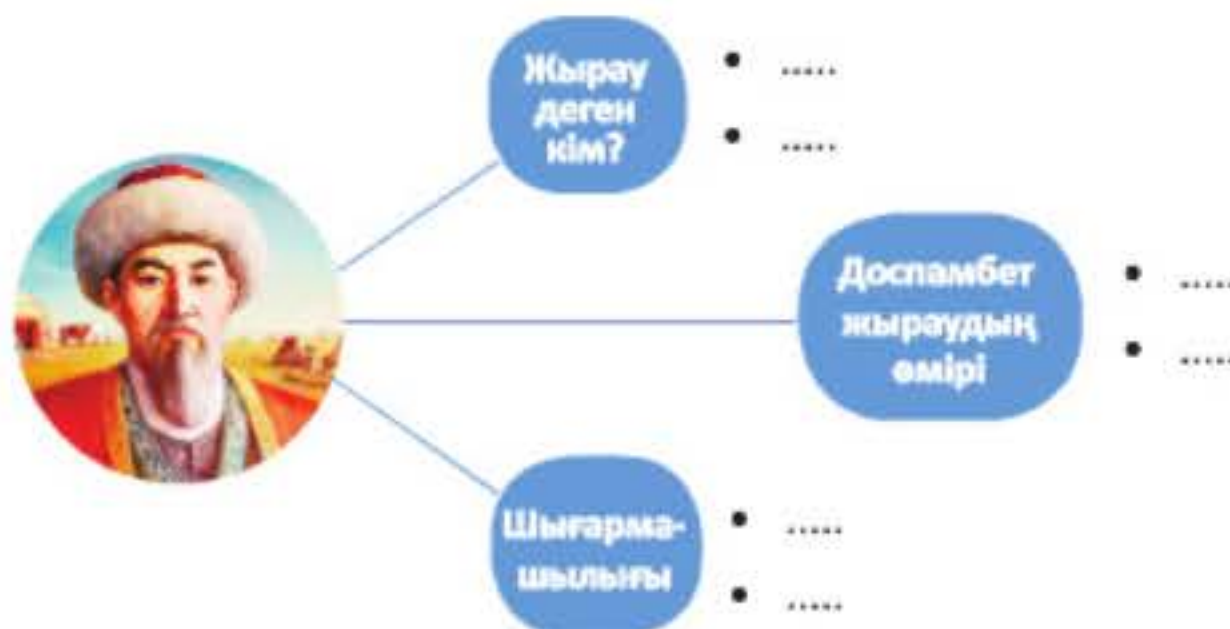 Жырау
деген
кім?
• .....
• .....
Доспамбет
жыраудың
өмірі
• .....
• .....
Шығарма-
шылығы
• .....
• .....